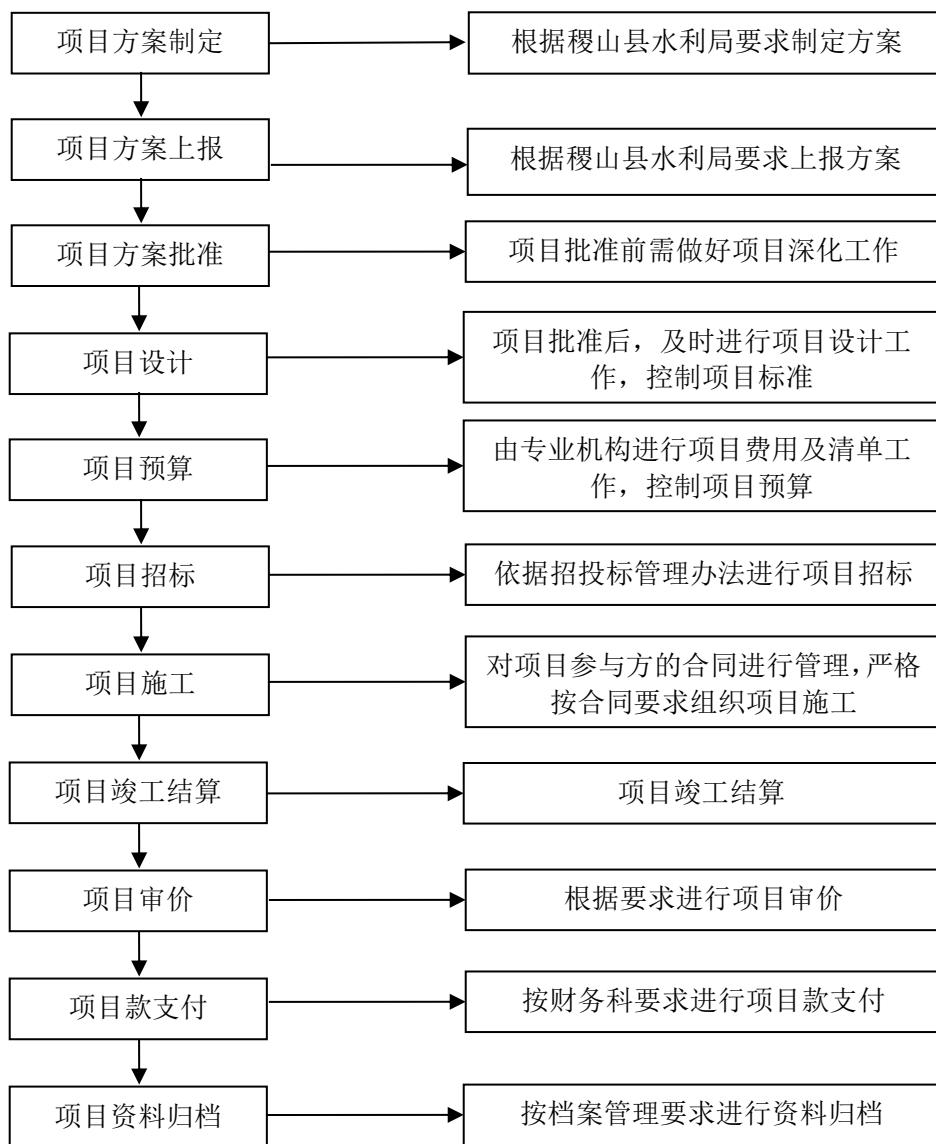 项目方案制定
根据稷山县水利局要求制定方案
项目方案上报
根据稷山县水利局要求上报方案
项目方案批准
项目批准前需做好项目深化工作
项目设计
项目批准后，及时进行项目设计工
作，控制项目标准
项目预算
由专业机构进行项目费用及清单工
作，控制项目预算
项目招标
依据招投标管理办法进行项目招标
项目施工
对项目参与方的合同进行管理，严格
按合同要求组织项目施工
项目竣工结算
项目竣工结算
项目审价
根据要求进行项目审价
项目款支付
按财务科要求进行项目款支付
项目资料归档
按档案管理要求进行资料归档